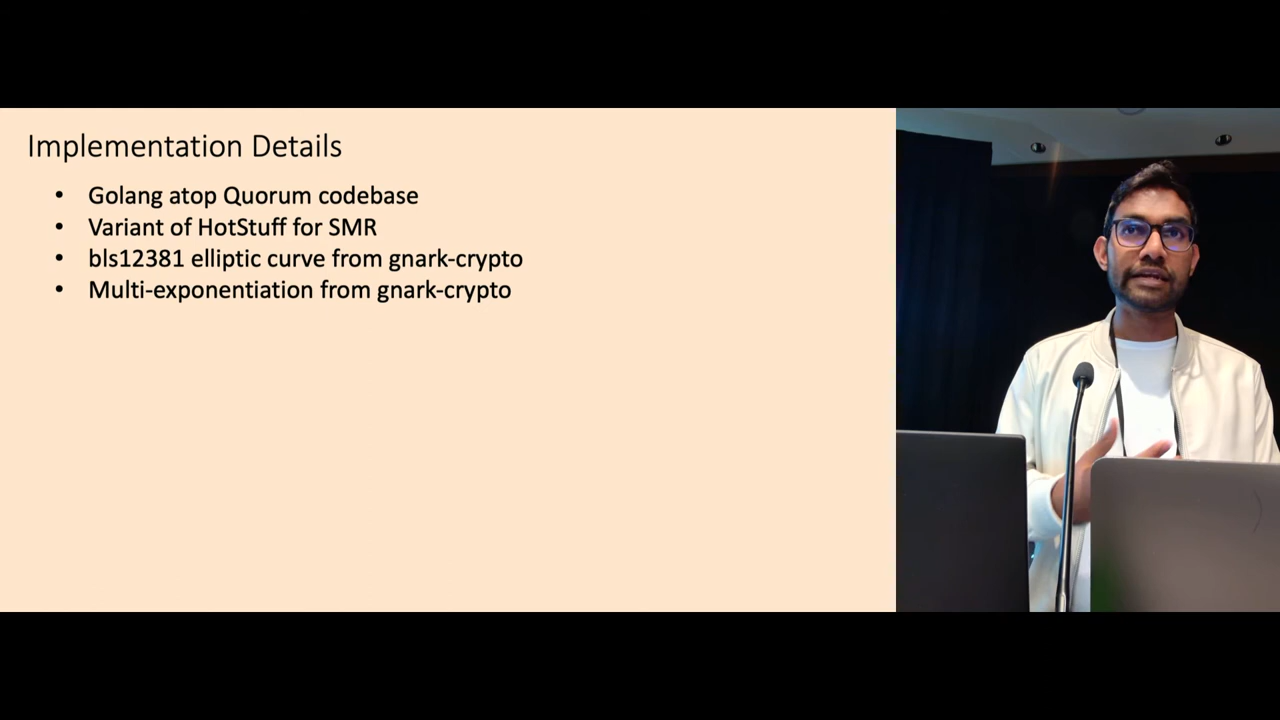 Implementation Details
• Golang atop Quorum codebase
• Variant of HotStuff for SMR
• bls12381 elliptic curve from gnark-crypto
• Multi-exponentiation from gnark-crypto